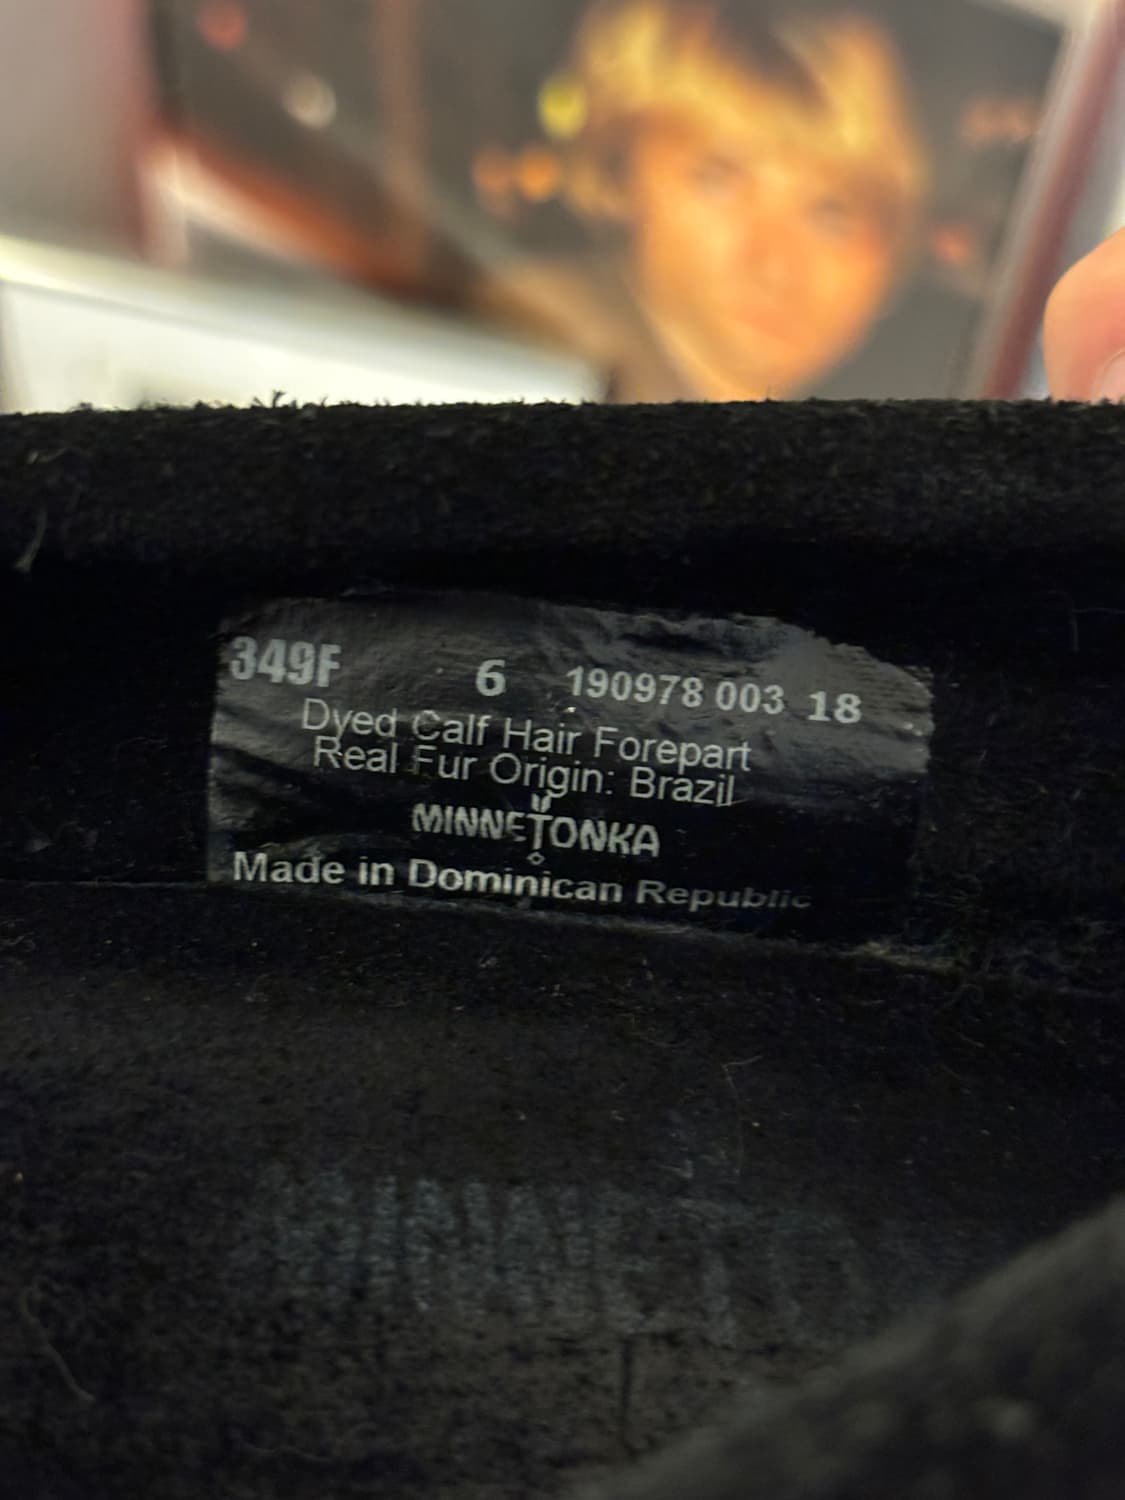 349F 6 190978 003 18
Dyed Calf Hair Forepart
Real Fur Origin: Brazil
MINNETONKA
Made in Dominican Republic